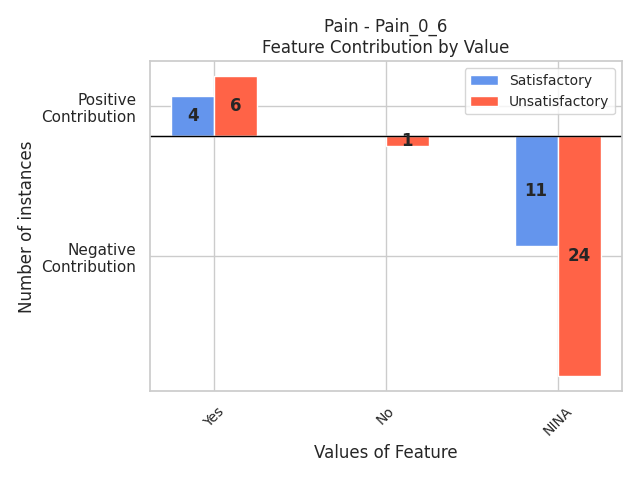 Pain - Pain_0_6
Feature Contribution by Value
Satisfactory
Unsatisfactory
Positive
Contribution
Negative
Contribution
Number of instances
4
6
1
11
24
Yes
No
NINA
Values of Feature